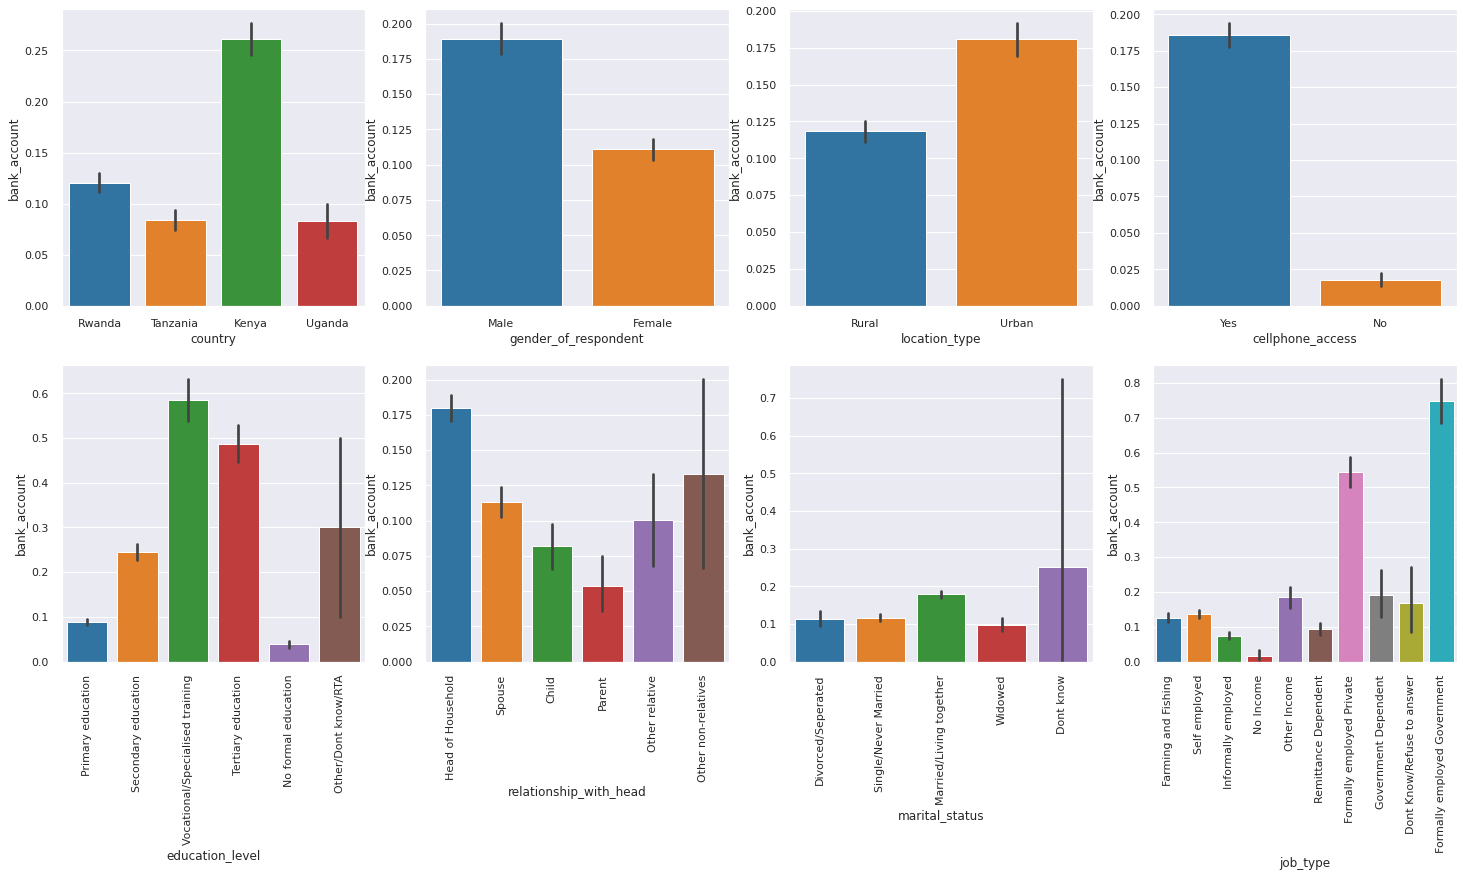 bank_account
0.25
0.20
0.15
0.10
0.05
0.00
Rwanda Tanzania Kenya Uganda
country
bank_account
0.200
0.175
0.150
0.125
0.100
0.075
0.050
0.025
0.000
Male Female
gender_of_respondent
bank_account
0.200
0.175
0.150
0.125
0.100
0.075
0.050
0.025
0.000
Rural Urban
location_type
bank_account
0.200
0.175
0.150
0.125
0.100
0.075
0.050
0.025
0.000
Yes No
cellphone_access
bank_account
0.6
0.5
0.4
0.3
0.2
0.1
0.0
Primary education
Secondary education
Vocational/Specialised training
Tertiary education
No formal education
Other/Dont know/RTA
education_level
bank_account
0.200
0.175
0.150
0.125
0.100
0.075
0.050
0.025
0.000
Head of Household
Spouse
Child
Parent
Other relative
Other non-relatives
relationship_with_head
bank_account
0.7
0.6
0.5
0.4
0.3
0.2
0.1
0.0
Divorced/Seperated
Single/Never Married
Married/Living together
Widowed
Dont know
marital_status
bank_account
0.8
0.7
0.6
0.5
0.4
0.3
0.2
0.1
0.0
Farming and Fishing
Self employed
Informally employed
No Income
Other Income
Remittance Dependent
Formally employed Private
Government Dependent
Dont Know/Refuse to answer
Formally employed Government
job_type